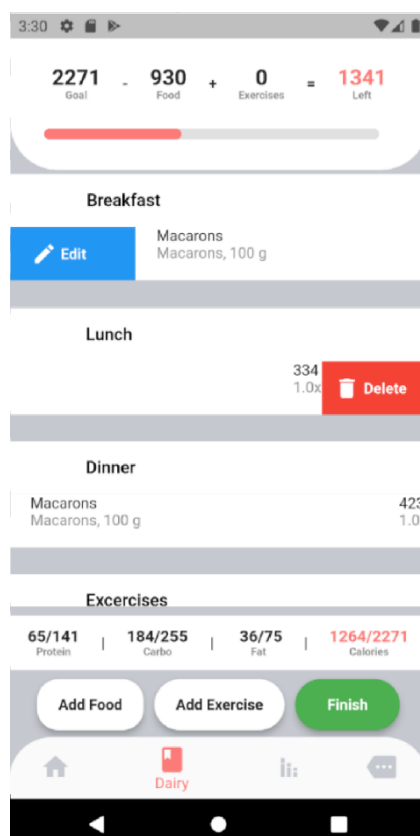 3:30
2271 - 930 + 0 = 1341
Goal Food Exercises Left
Breakfast
Edit
Macarons
Macarons, 100 g
Lunch
334
1.0x
Delete
Dinner
Macarons 423
Macarons, 100 g 1.0
Excercises
65/141 | 184/255 | 36/75 | 1264/2271
Protein Carbo Fat Calories
Add Food Add Exercise Finish
Dairy